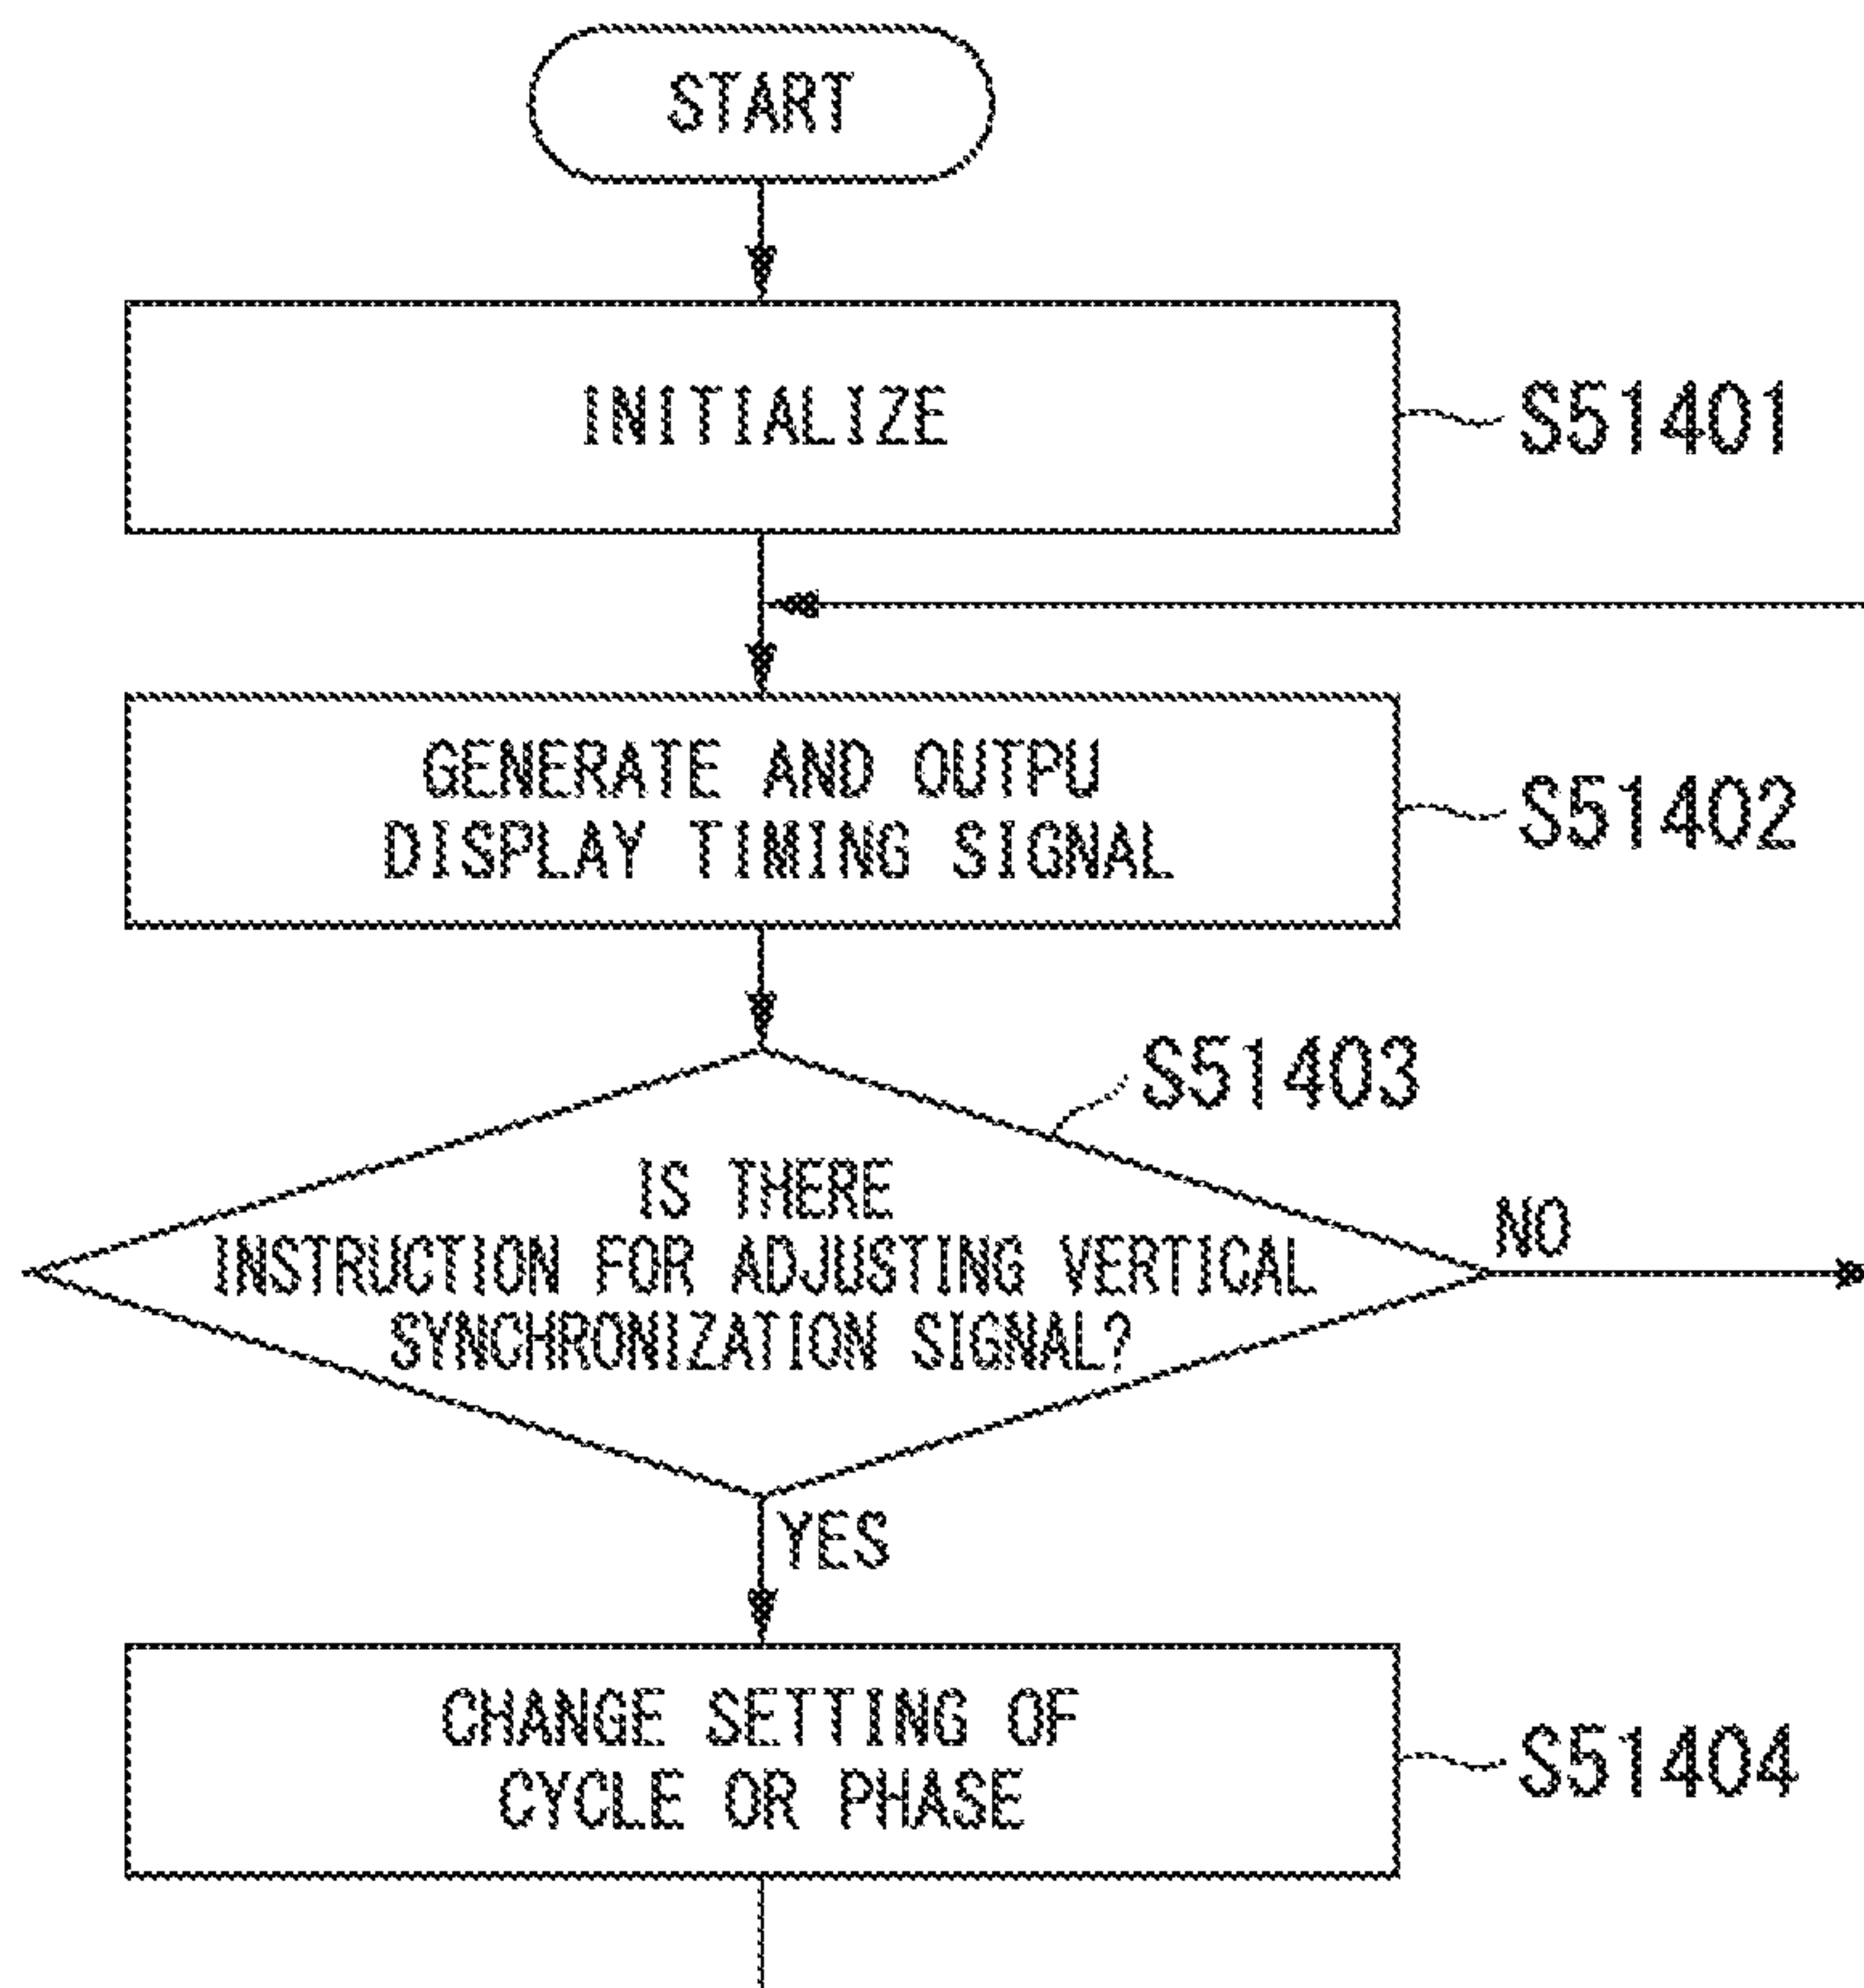 START
INITIALIZE
S51401
GENERATE AND OUTPU
DISPLAY TIMING SIGNAL
S51402
S51403
IS THERE
INSTRUCTION FOR ADJUSTING VERTICAL
SYNCHRONIZATION SIGNAL?
NO
YES
CHANGE SETTING OF
CYCLE OR PHASE
S51404